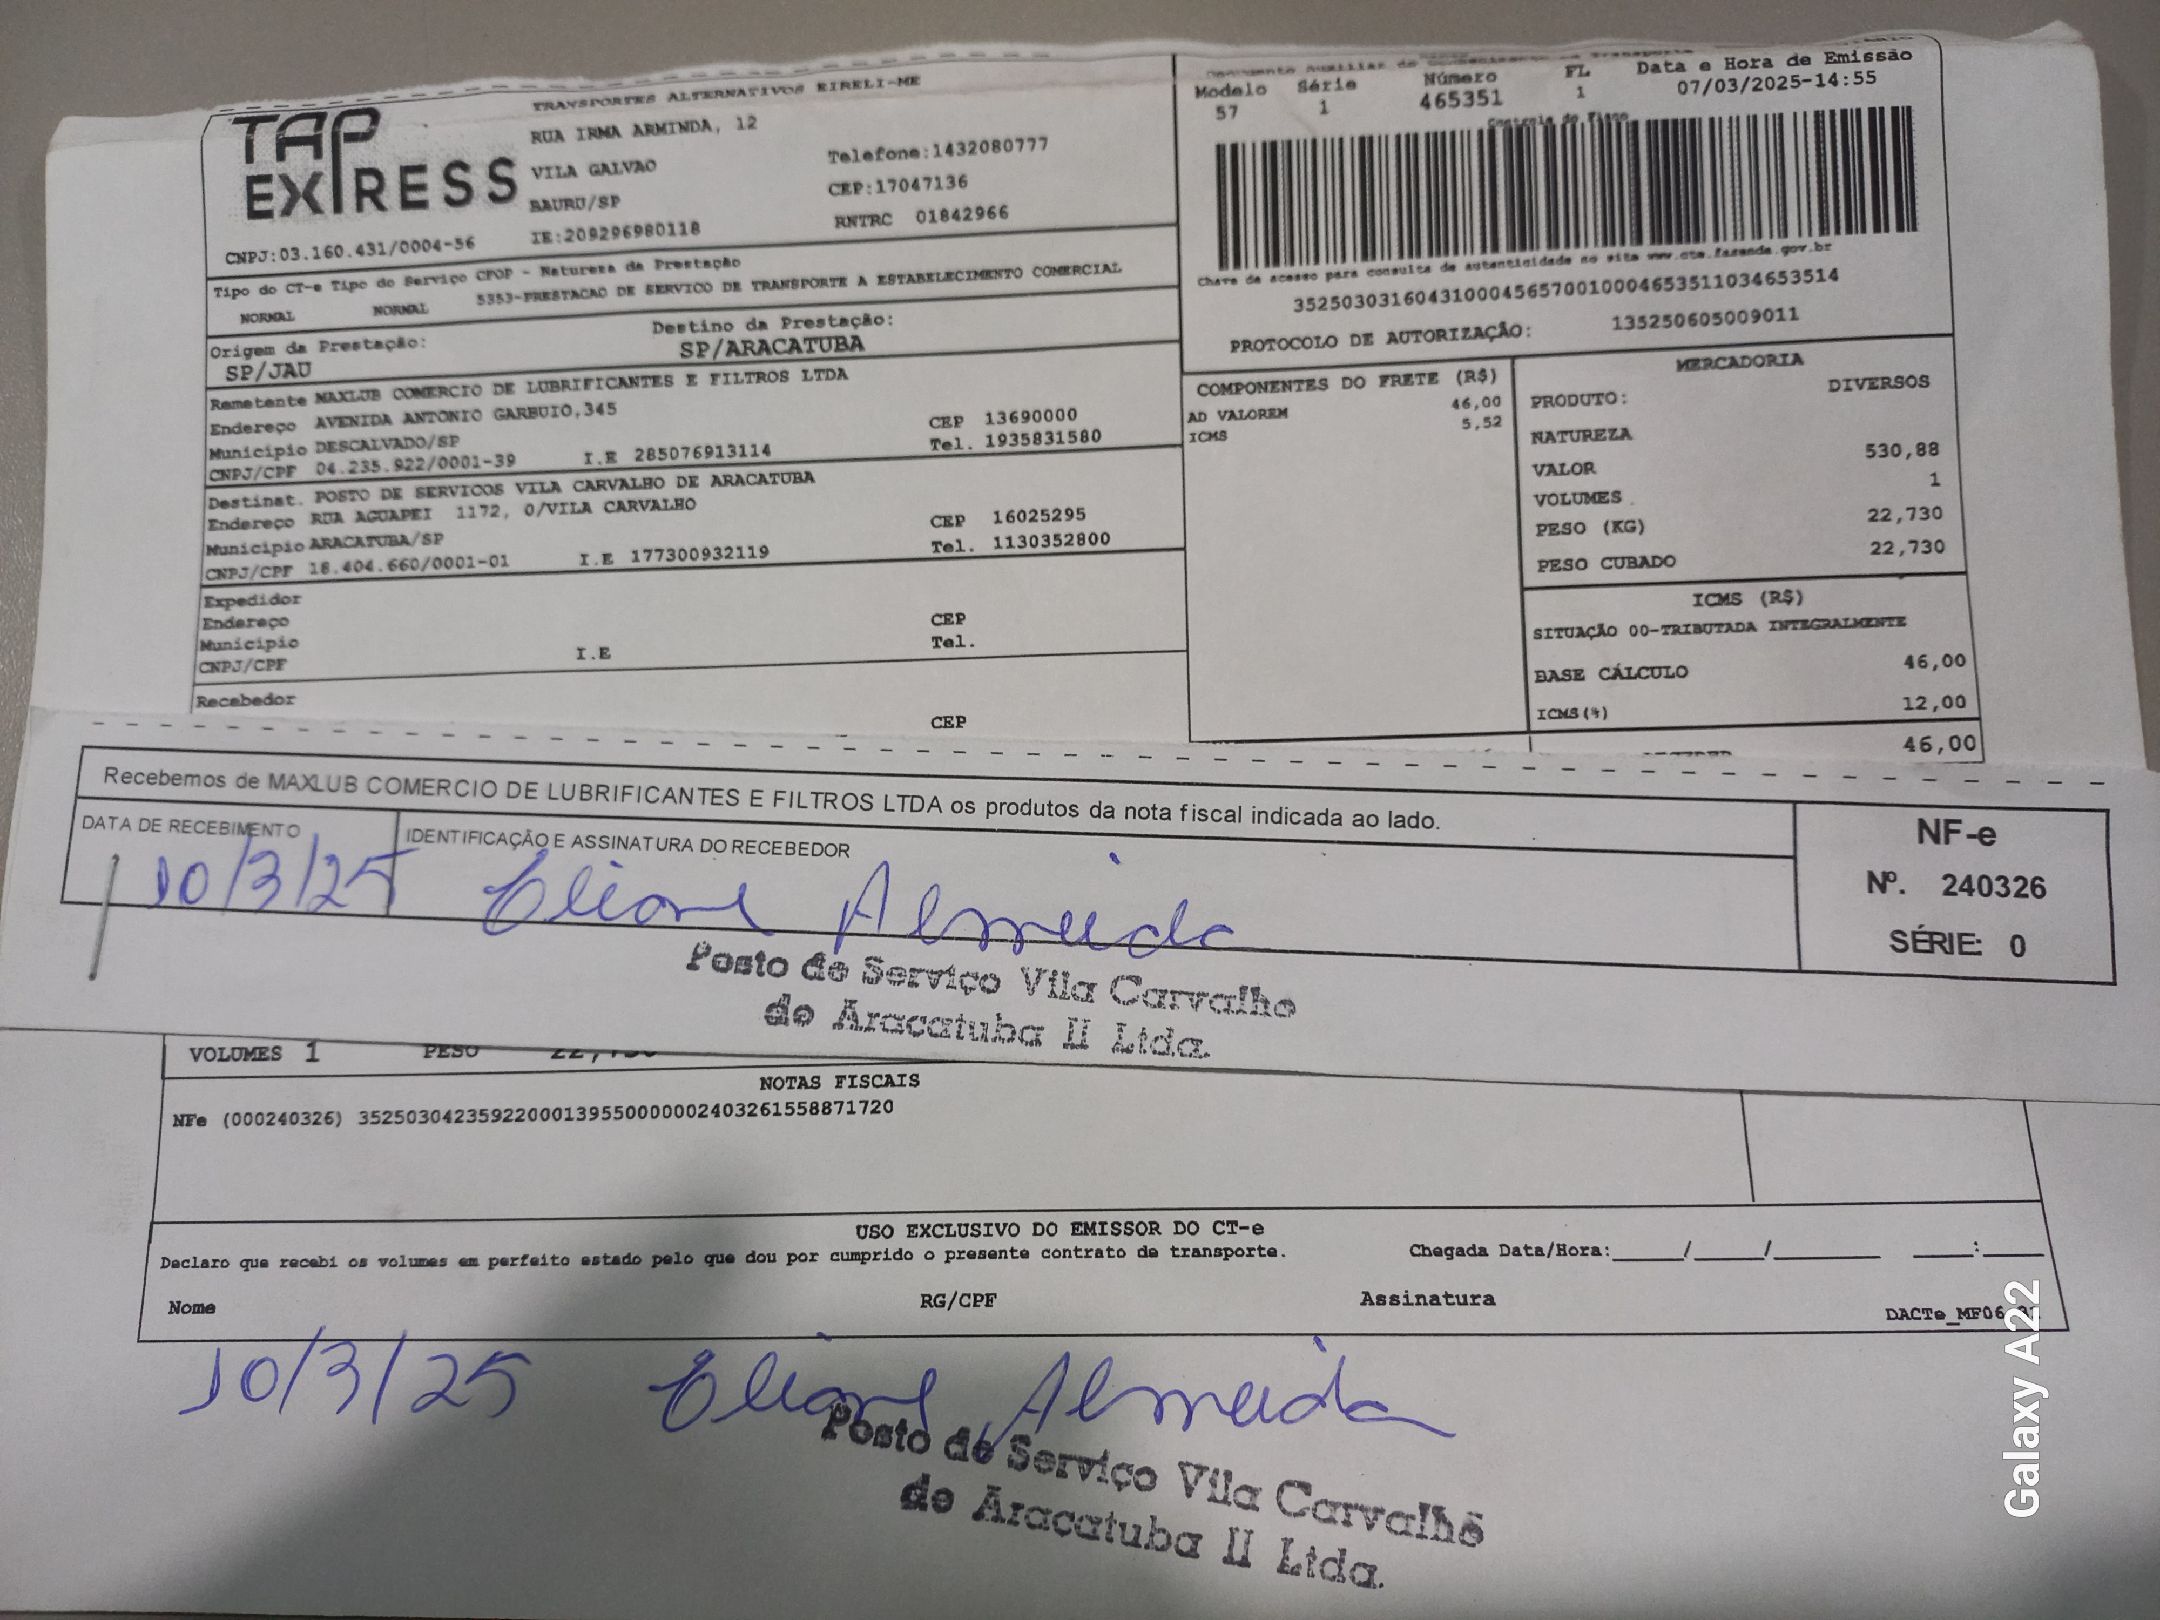 TAP
EXPRESS
TRANSPORTES ALTERNATIVOS EIRELI-ME
RUA IRMA ARMINDA, 12
VILA GALVAO
BAURU/SP
IE:209296980118
Telefone:1432080777
CEP:17047136
RNTRC 01842966
CNPJ:03.160.431/0004-56
Modelo Série Número FL Data e Hora de Emissão
57 1 465351 1 07/03/2025-14:55
Controle do Fisco
Chave de acesso para consulta de autenticidade no site www.cte.fazenda.gov.br
35250303160431000456570010004653511034653514
PROTOCOLO DE AUTORIZAÇÃO: 135250605009011
Tipo do CT-e Tipo do Serviço CFOP - Natureza da Prestação
NORMAL NORMAL 5353-PRESTACAO DE SERVICO DE TRANSPORTE A ESTABELECIMENTO COMERCIAL
Origem da Prestação: Destino da Prestação:
SP/JAU SP/ARACATUBA
Remetente MAXLUB COMERCIO DE LUBRIFICANTES E FILTROS LTDA
Endereço AVENIDA ANTONIO GARBUIO,345 CEP 13690000
Municipio DESCALVADO/SP Tel. 1935831580
CNPJ/CPF 04.235.922/0001-39 I.E 285076913114
Destinat. POSTO DE SERVICOS VILA CARVALHO DE ARACATUBA
Endereço RUA AGUAPEI 1172, 0/VILA CARVALHO CEP 16025295
Municipio ARACATUBA/SP Tel. 1130352800
CNPJ/CPF 18.404.660/0001-01 I.E 177300932119
Expedidor
Endereço CEP
Municipio Tel.
CNPJ/CPF I.E
Recebedor
CEP
COMPONENTES DO FRETE (R$)
AD VALOREM 46,00
ICMS 5,52
MERCADORIA
PRODUTO: DIVERSOS
NATUREZA
VALOR 530,88
VOLUMES 1
PESO (KG) 22,730
PESO CUBADO 22,730
ICMS (R$)
SITUAÇÃO 00-TRIBUTADA INTEGRALMENTE
BASE CÁLCULO 46,00
ICMS(%) 12,00
46,00
Recebemos de MAXLUB COMERCIO DE LUBRIFICANTES E FILTROS LTDA os produtos da nota fiscal indicada ao lado.
DATA DE RECEBIMENTO IDENTIFICAÇÃO E ASSINATURA DO RECEBEDOR
10/3/25 Eliane Almeida
NF-e
Nº. 240326
SÉRIE: 0
Posto de Serviço Vila Carvalho
de Araçatuba II Ltda.
VOLUMES 1 PESO
NOTAS FISCAIS
NFe (000240326) 35250304235922000139550000002403261558871720
USO EXCLUSIVO DO EMISSOR DO CT-e
Declaro que recebi os volumes em perfeito estado pelo que dou por cumprido o presente contrato de transporte. Chegada Data/Hora:_____/_____/________ ____:____
Nome RG/CPF Assinatura
DACTe_MF06
10/3/25 Eliane Almeida
Posto de Serviço Vila Carvalho
de Araçatuba II Ltda.
Galaxy A22